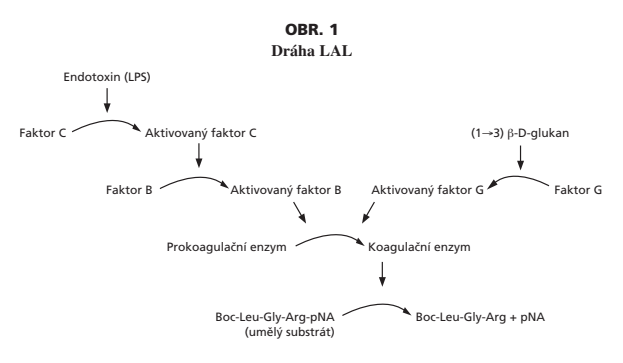 OBR. 1
Dráha LAL
Endotoxin (LPS)
Faktor C Aktivovaný faktor C (1→3) β-D-glukan
Faktor B Aktivovaný faktor B Aktivovaný faktor G Faktor G
Prokoagulační enzym Koagulační enzym
Boc-Leu-Gly-Arg-pNA Boc-Leu-Gly-Arg + pNA
(umělý substrát)